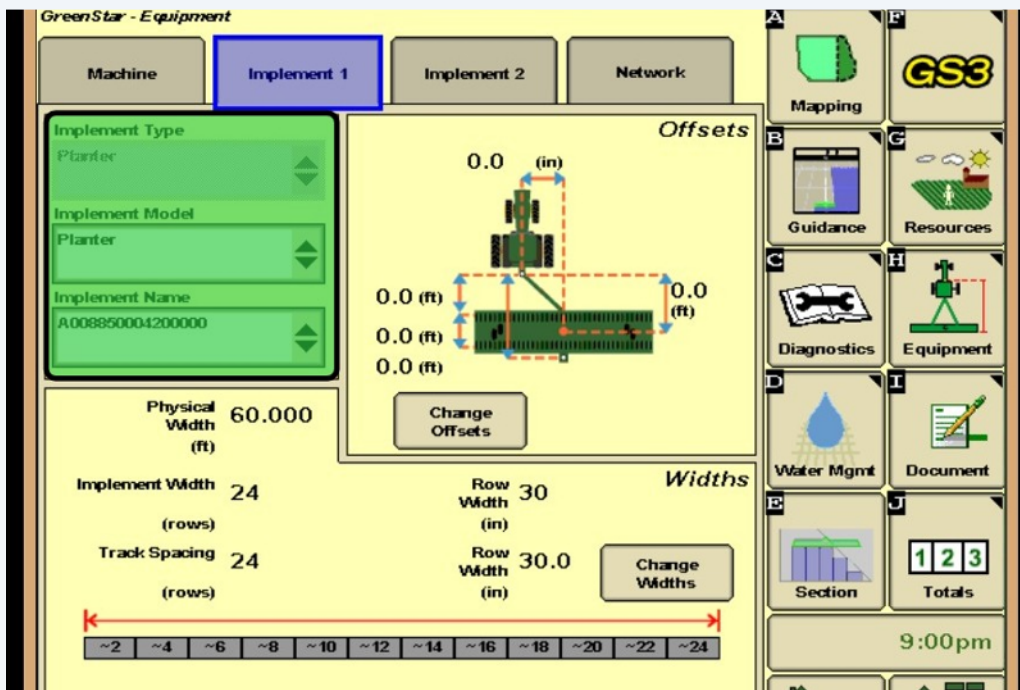 GreenStar - Equipment
Machine
Implement 1
Implement 2
Network
Implement Type
Planter
Implement Model
Planter
Implement Name
A008850004200000
Offsets
0.0 (in)
0.0 (ft)
0.0
(ft)
0.0 (ft)
0.0 (ft)
Change
Offsets
Physical
Width
(ft)
60.000
Widths
Implement Width
(rows)
24
Row
Width
(in)
30
Track Spacing
(rows)
24
Row
Width
(in)
30.0
Change
Widths
~2 ~4 ~6 ~8 ~10 ~12 ~14 ~16 ~18 ~20 ~22 ~24
A
Mapping
F
GS3
B
Guidance
G
Resources
C
Diagnostics
H
Equipment
D
Water Mgmt
I
Document
E
Section
J
1 2 3
Totals
9:00pm